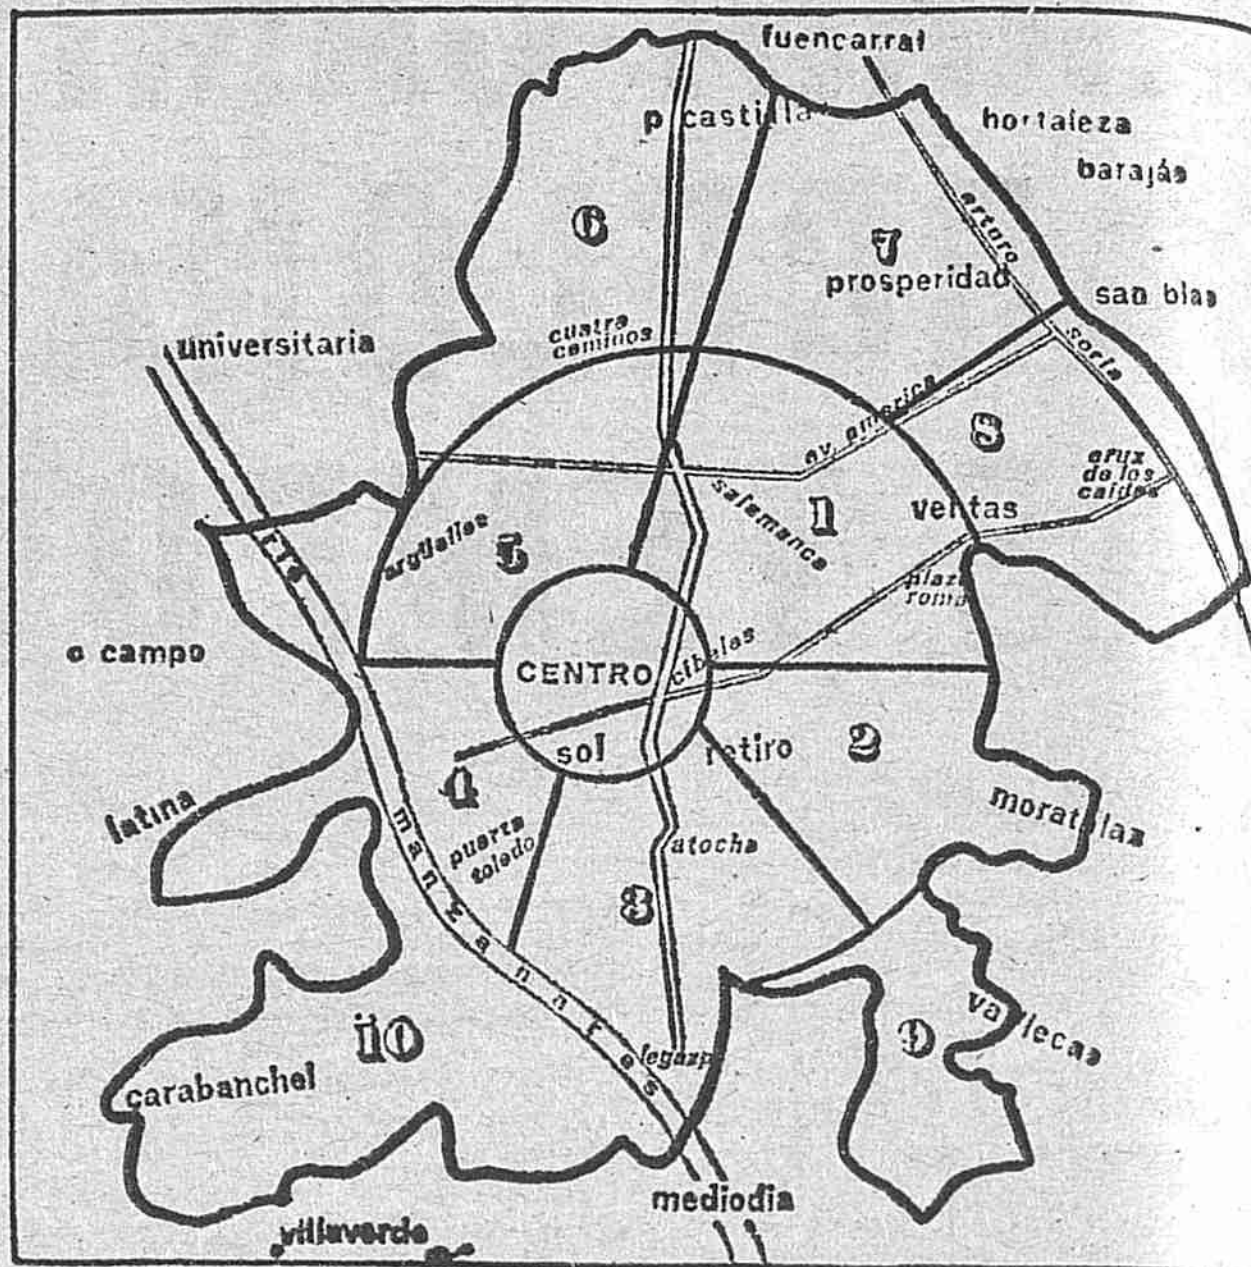 fuencarral
p castilla
hortaleza
barajás
6
7
arturo
prosperidad
san blas
soria
universitaria
cuatro
caminos
av. america
8
cruz
de los
caidos
salamanca
1
ventas
argüelles
5
rio
plaza
roma
c campo
CENTRO
cibeles
sol
retiro
2
4
latina
puerta
toledo
manzanares
atocha
moratalaz
3
vallecas
9
10
legazpi
carabanchel
mediodia
villaverde